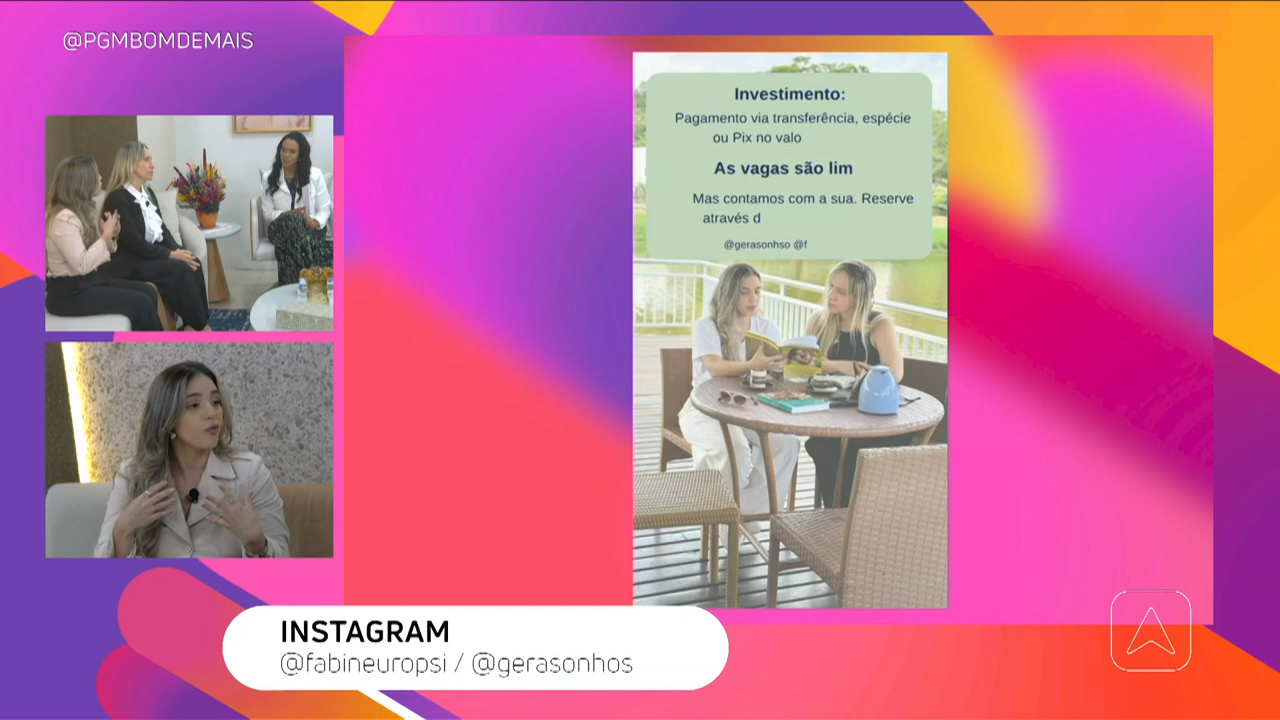 @PGMBOMDEMAIS
Investimento:
Pagamento via transferência, espécie
ou Pix no valo
As vagas são lim
Mas contamos com a sua. Reserve
através d
@gerasonhso @f
INSTAGRAM
@fabineuropsi / @gerasonhos